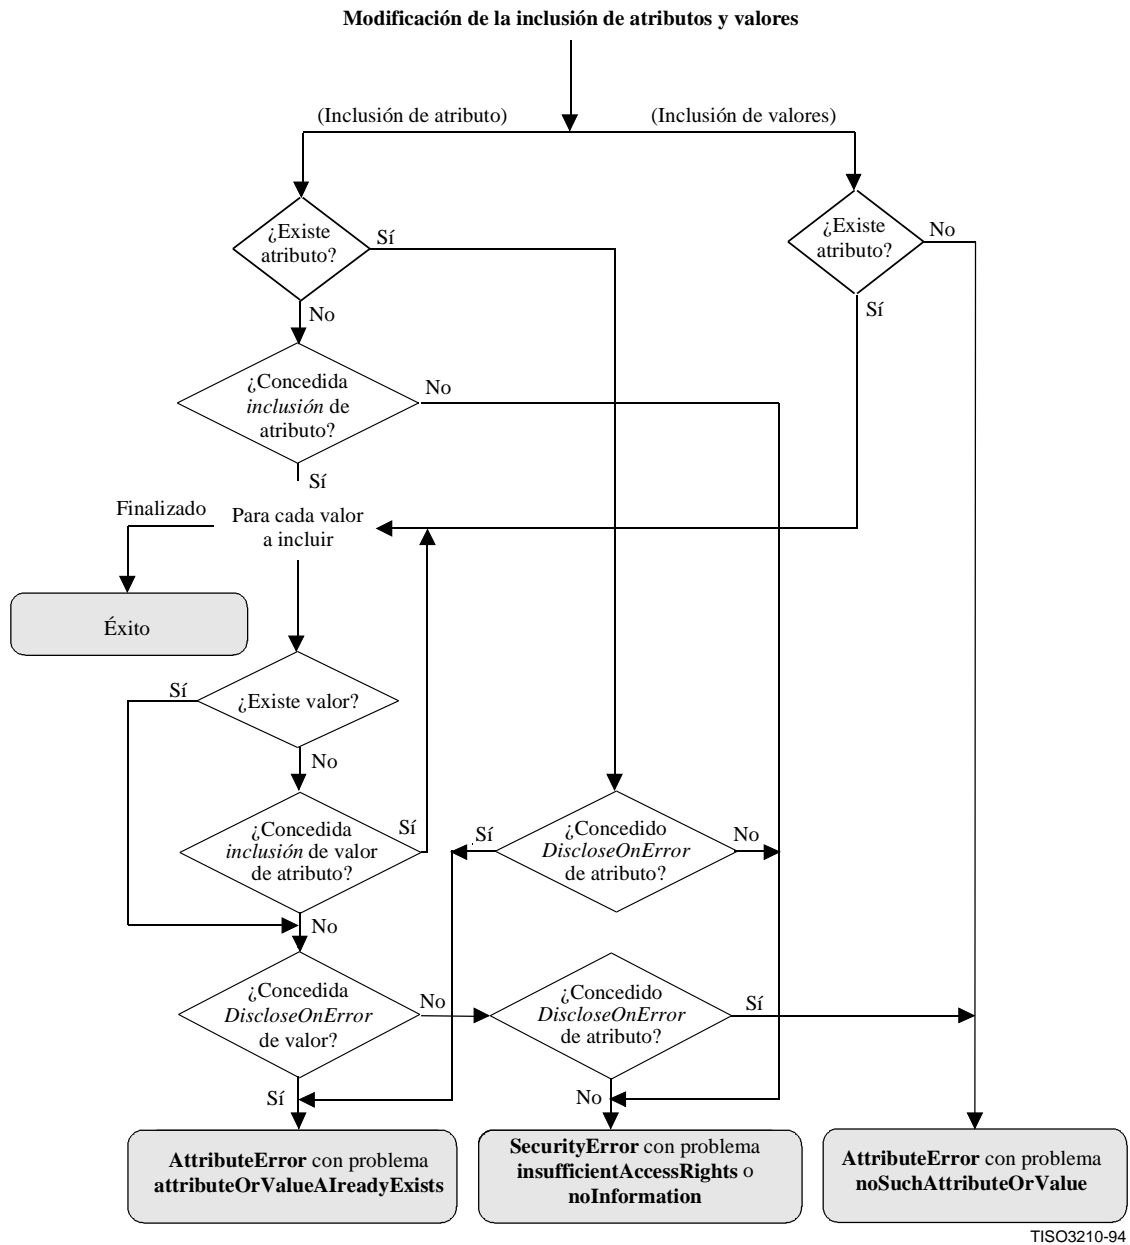 Modificación de la inclusión de atributos y valores
(Inclusión de atributo)
(Inclusión de valores)
¿Existe
atributo?
Sí
¿Existe
atributo?
No
No
Sí
¿Concedida
inclusión de
atributo?
No
Sí
Finalizado
Para cada valor
a incluir
Éxito
Sí
¿Existe valor?
No
¿Concedida
inclusión de valor
de atributo?
Sí
Sí
¿Concedido
DiscloseOnError
de atributo?
No
No
¿Concedida
DiscloseOnError
de valor?
No
¿Concedido
DiscloseOnError
de atributo?
Sí
Sí
No
AttributeError con problema
attributeOrValueAIreadyExists
SecurityError con problema
insufficientAccessRights o
noInformation
AttributeError con problema
noSuchAttributeOrValue
TISO3210-94